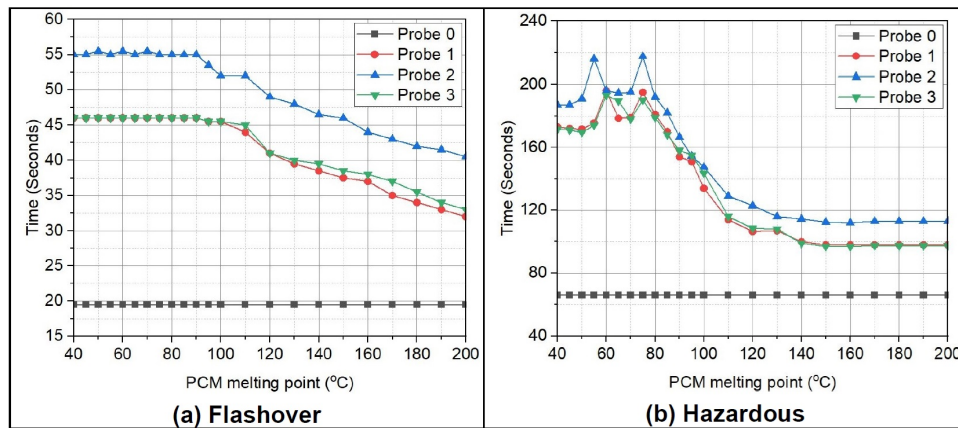 60
55
50
45
40
35
30
25
20
15
Time (Seconds)
40 60 80 100 120 140 160 180 200
PCM melting point (°C)
Probe 0
Probe 1
Probe 2
Probe 3
(a) Flashover
240
200
160
120
80
40
Time (Seconds)
40 60 80 100 120 140 160 180 200
PCM melting point (°C)
Probe 0
Probe 1
Probe 2
Probe 3
(b) Hazardous